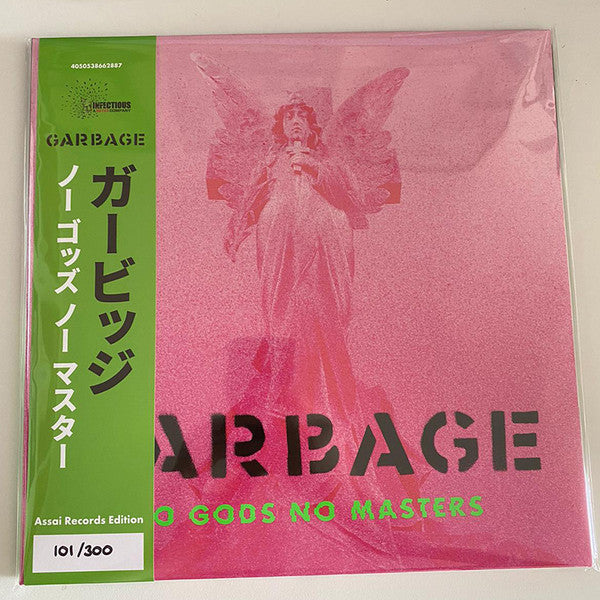 4050538662887
INFECTIOUS
GARBAGE
ガービッジ
ノーゴッズ ノーマスター
Assai Records Edition
101/300
ARBAGE
O GODS NO MASTERS